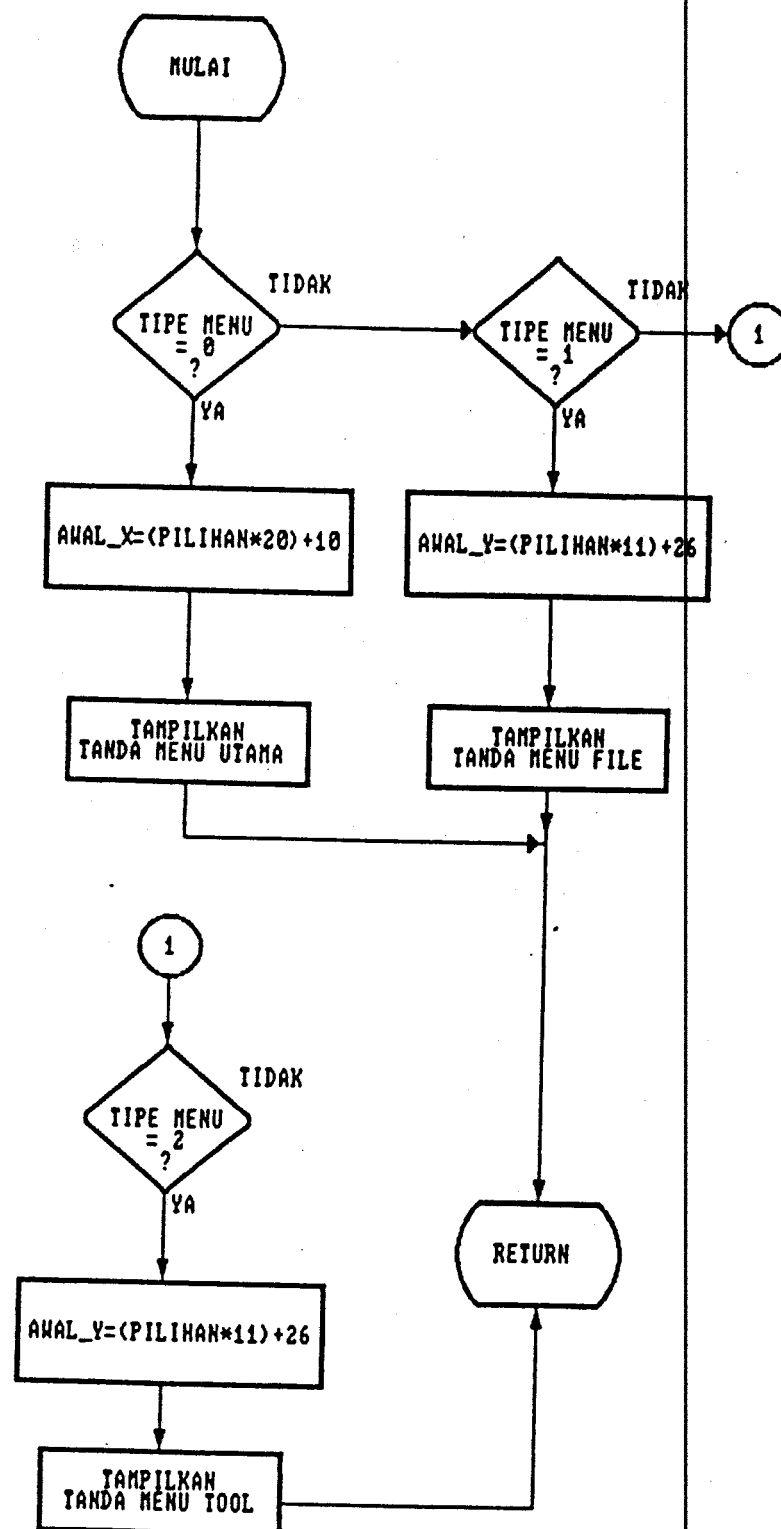 MULAI
TIDAK
TIDAK
TIPE MENU
= 0
?
TIPE MENU
= 1
?
1
YA
YA
AWAL_X=(PILIHAN*20)+10
AWAL_Y=(PILIHAN*11)+26
TAMPILKAN
TANDA MENU UTAMA
TAMPILKAN
TANDA MENU FILE
1
TIDAK
TIPE MENU
= 2
?
YA
RETURN
AWAL_Y=(PILIHAN*11)+26
TAMPILKAN
TANDA MENU TOOL